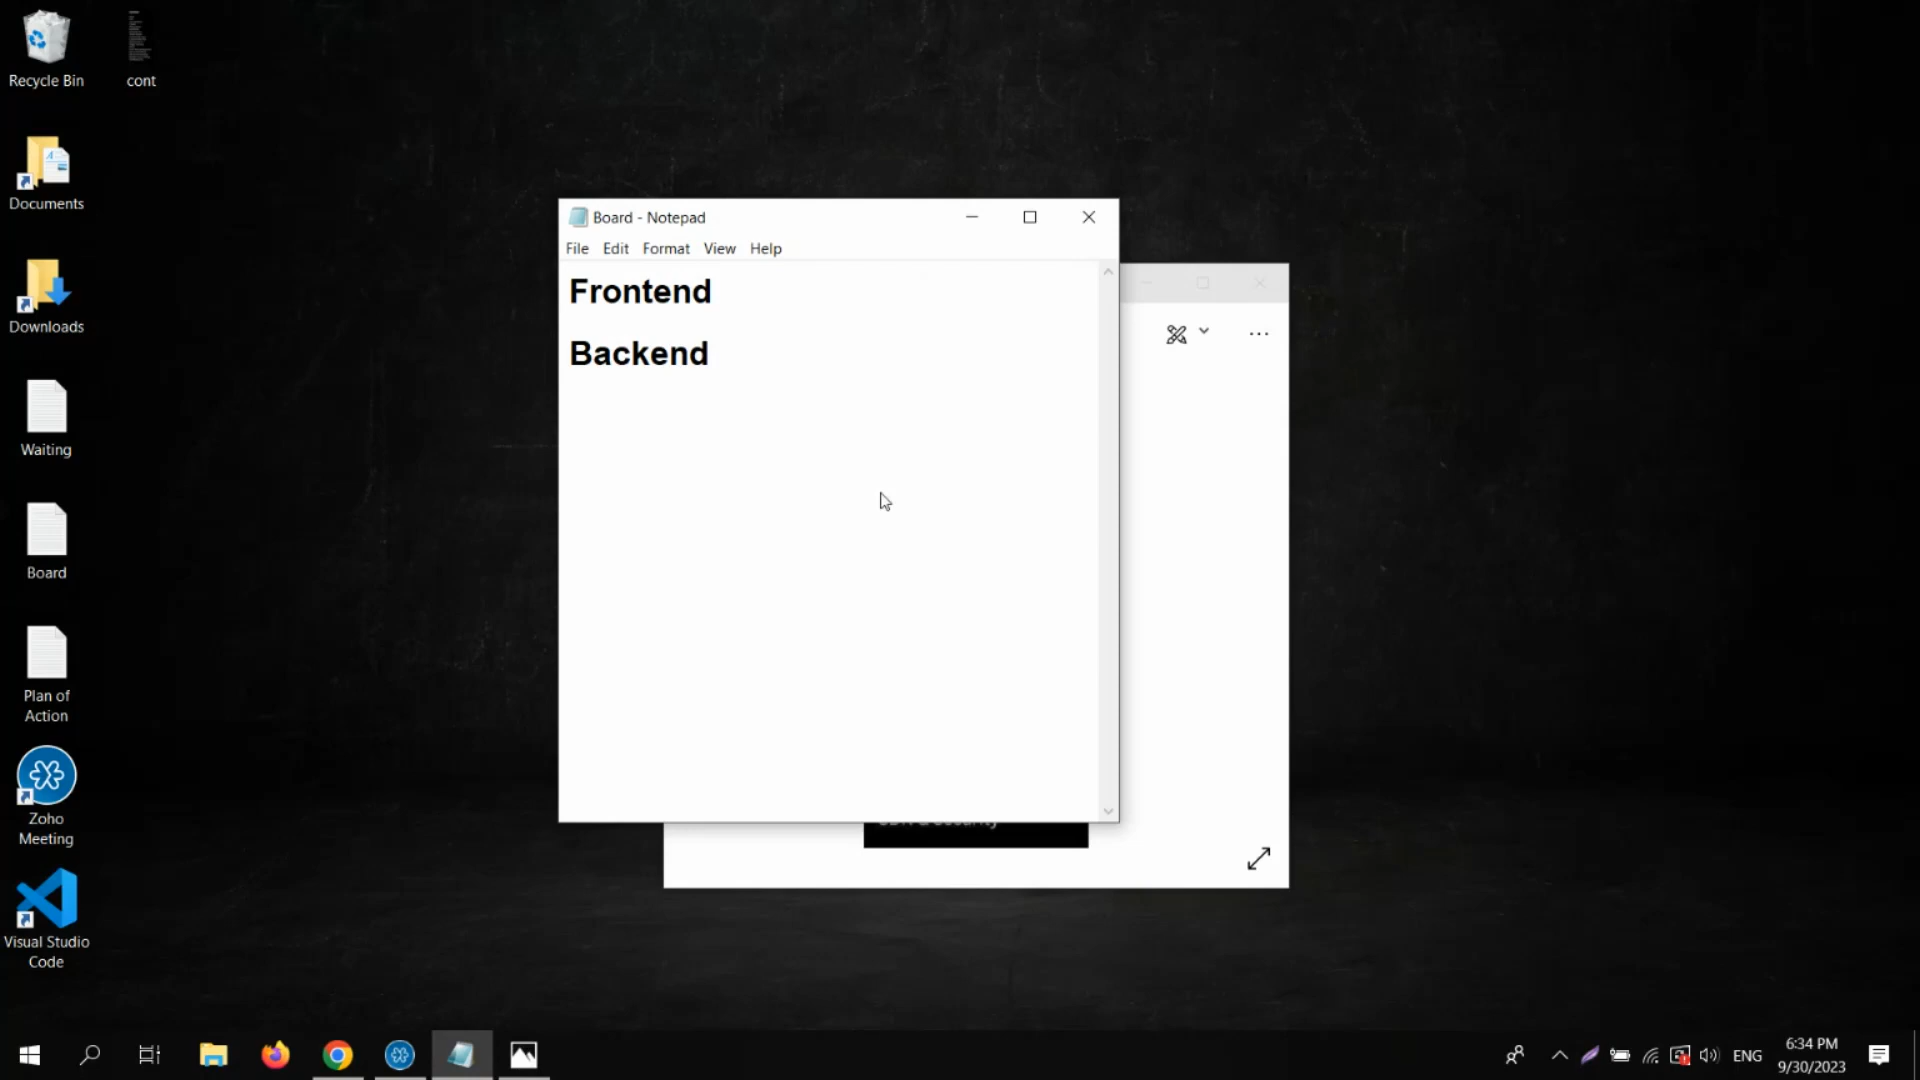 Recycle Bin
cont
Documents
Downloads
Waiting
Board
Plan of
Action
Zoho
Meeting
Visual Studio
Code
Board - Notepad
File Edit Format View Help
Frontend
Backend
ENG
6:34 PM
9/30/2023